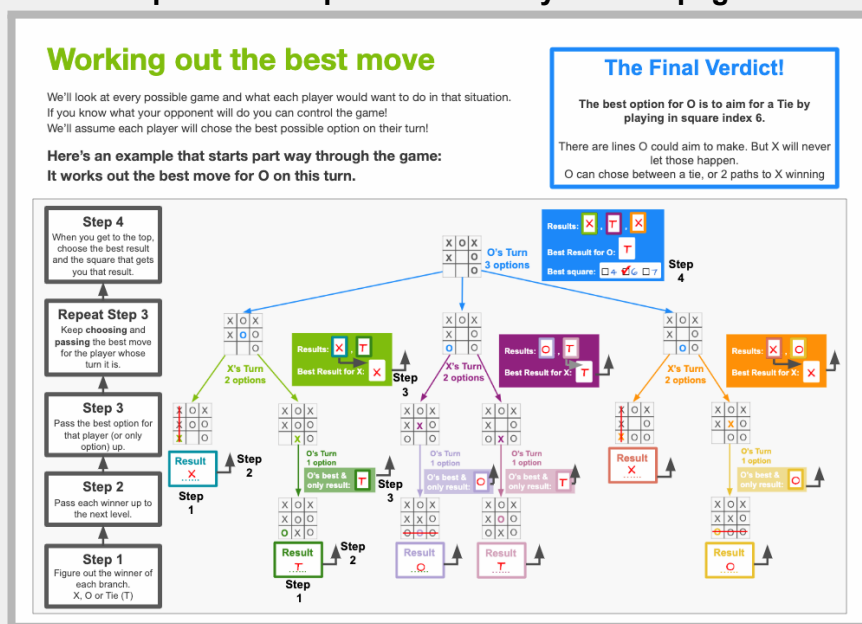 Working out the best move
We'll look at every possible game and what each player would want to do in that situation.
If you know what your opponent will do you can control the game!
We'll assume each player will chose the best possible option on their turn!
Here's an example that starts part way through the game:
It works out the best move for O on this turn.
The Final Verdict!
The best option for O is to aim for a Tie by
playing in square index 6.
There are lines O could aim to make. But X will never
let those happen.
O can chose between a tie, or 2 paths to X winning
Step 4
When you get to the top,
choose the best result
and the square that gets
you that result.
Repeat Step 3
Keep choosing and
passing the best move
for the player whose
turn it is.
Step 3
Pass the best option for
that player (or only
option) up.
Step 2
Pass each winner up to
the next level.
Step 1
Figure out the winner of
each branch.
X, O or Tie (T)
X O X
X
O
O's Turn
3 options
Results: X , T , X
Best Result for O: T
Best square: 4 6 7
Step
4
X O X
X O
O
X's Turn
2 options
Results: X , T
Best Result for X: X
Step
3
X O X
X
O O
X's Turn
2 options
Results: O , T
Best Result for X: T
X O X
X
O O
X's Turn
2 options
Results: X , O
Best Result for X: X
X O X
X O
X O
Result
X
Step
2
Step
1
X O X
X O
X O
O's Turn
1 option
O's best &
only result: T
Step
3
X O X
X O
O X O
Result
T
Step
2
Step
1
X O X
X X
O O
O's Turn
1 option
O's best &
only result: O
X O X
X X O
O O O
Result
O
X O X
X
O X O
O's Turn
1 option
O's best &
only result: T
X O X
X O
O X O
Result
T
X O X
X
X O O
Result
X
X O X
X X
O O
O's Turn
1 option
O's best &
only result: O
X O X
X X O
O O O
Result
O